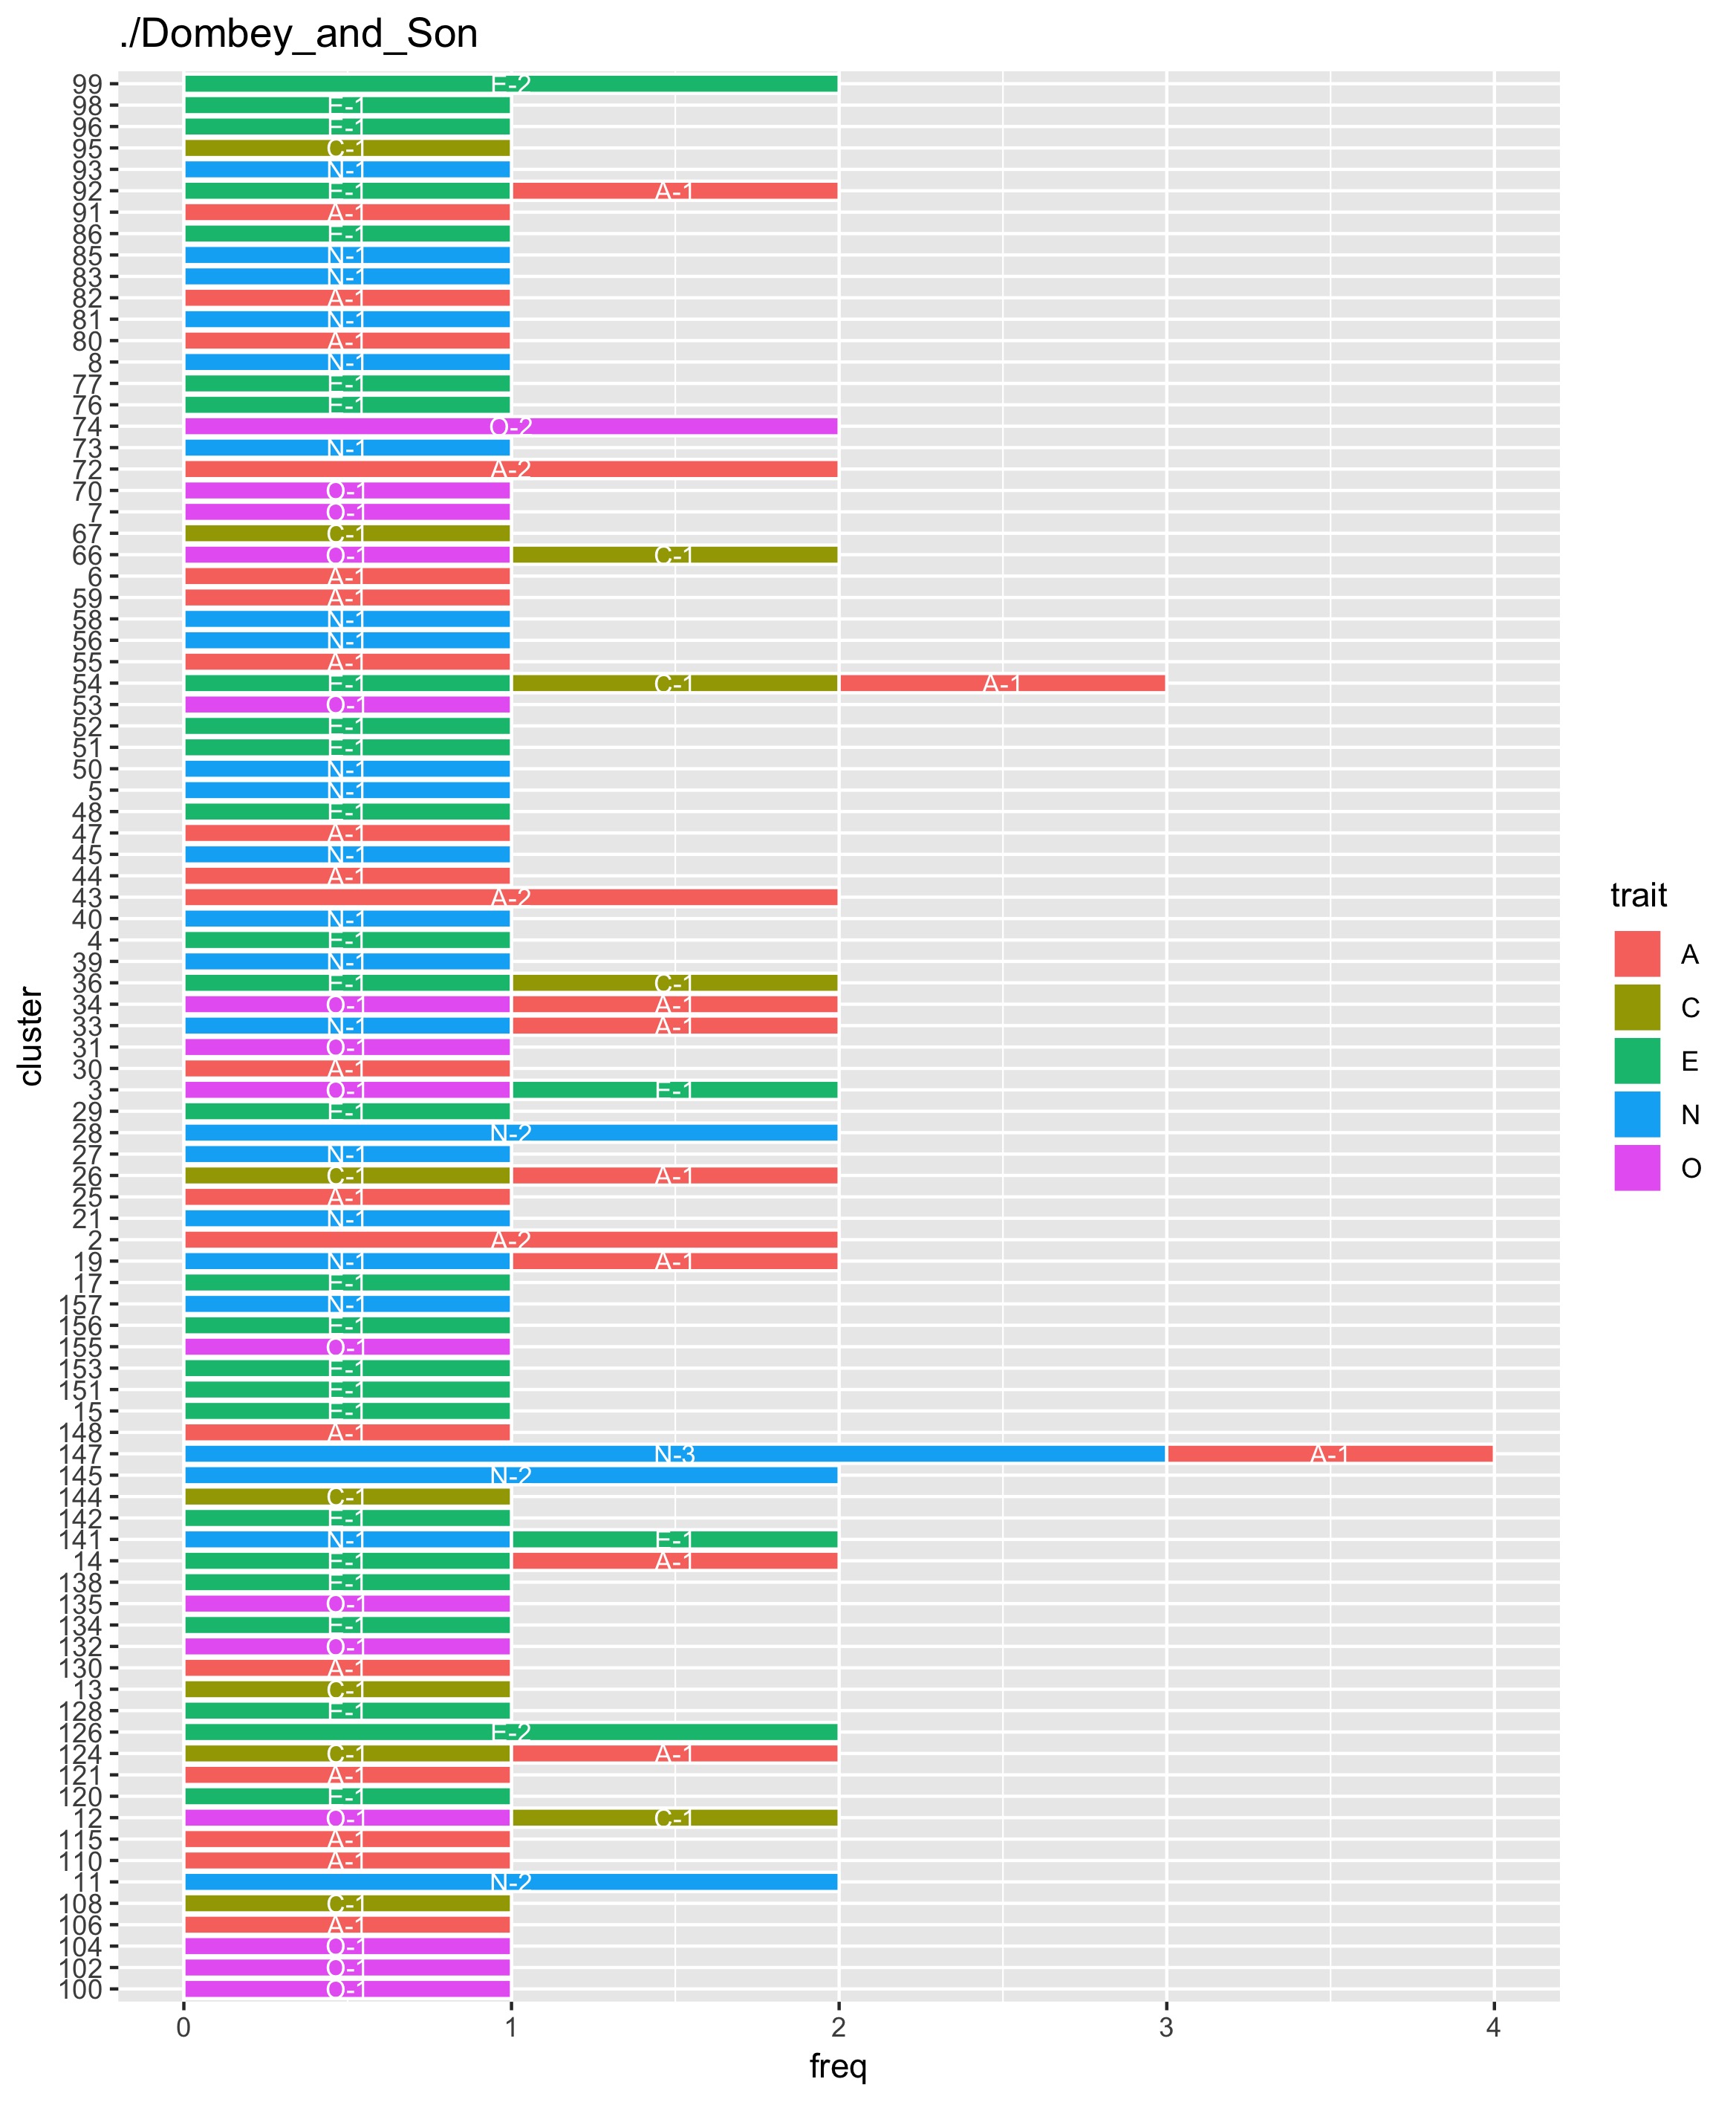 ./Dombey_and_Son
99 E-2
98 E-1
96 E-1
95 C-1
93 N-1
92 E-1 A-1
91 A-1
86 E-1
85 N-1
83 N-1
82 A-1
81 N-1
80 A-1
8 N-1
77 E-1
76 E-1
74 O-2
73 N-1
72 A-2
70 O-1
7 O-1
67 C-1
66 O-1 C-1
6 A-1
59 A-1
58 N-1
56 N-1
55 A-1
54 E-1 C-1 A-1
53 O-1
52 E-1
51 E-1
50 N-1
5 N-1
48 E-1
47 A-1
45 N-1
44 A-1
43 A-2
40 N-1
4 E-1
39 N-1
36 E-1 C-1
34 O-1 A-1
33 N-1 A-1
31 O-1
30 A-1
3 O-1 E-1
29 E-1
28 N-2
27 N-1
26 C-1 A-1
25 A-1
21 N-1
2 A-2
19 N-1 A-1
17 E-1
157 N-1
156 E-1
155 O-1
153 E-1
151 E-1
15 E-1
148 A-1
147 N-3 A-1
145 N-2
144 C-1
142 E-1
141 N-1 E-1
14 E-1 A-1
138 E-1
135 O-1
134 E-1
132 O-1
130 A-1
13 C-1
128 E-1
126 E-2
124 C-1 A-1
121 A-1
120 E-1
12 O-1 C-1
115 A-1
110 A-1
11 N-2
108 C-1
106 A-1
104 O-1
102 O-1
100 O-1
0 1 2 3 4
freq
cluster
trait
A
C
E
N
O